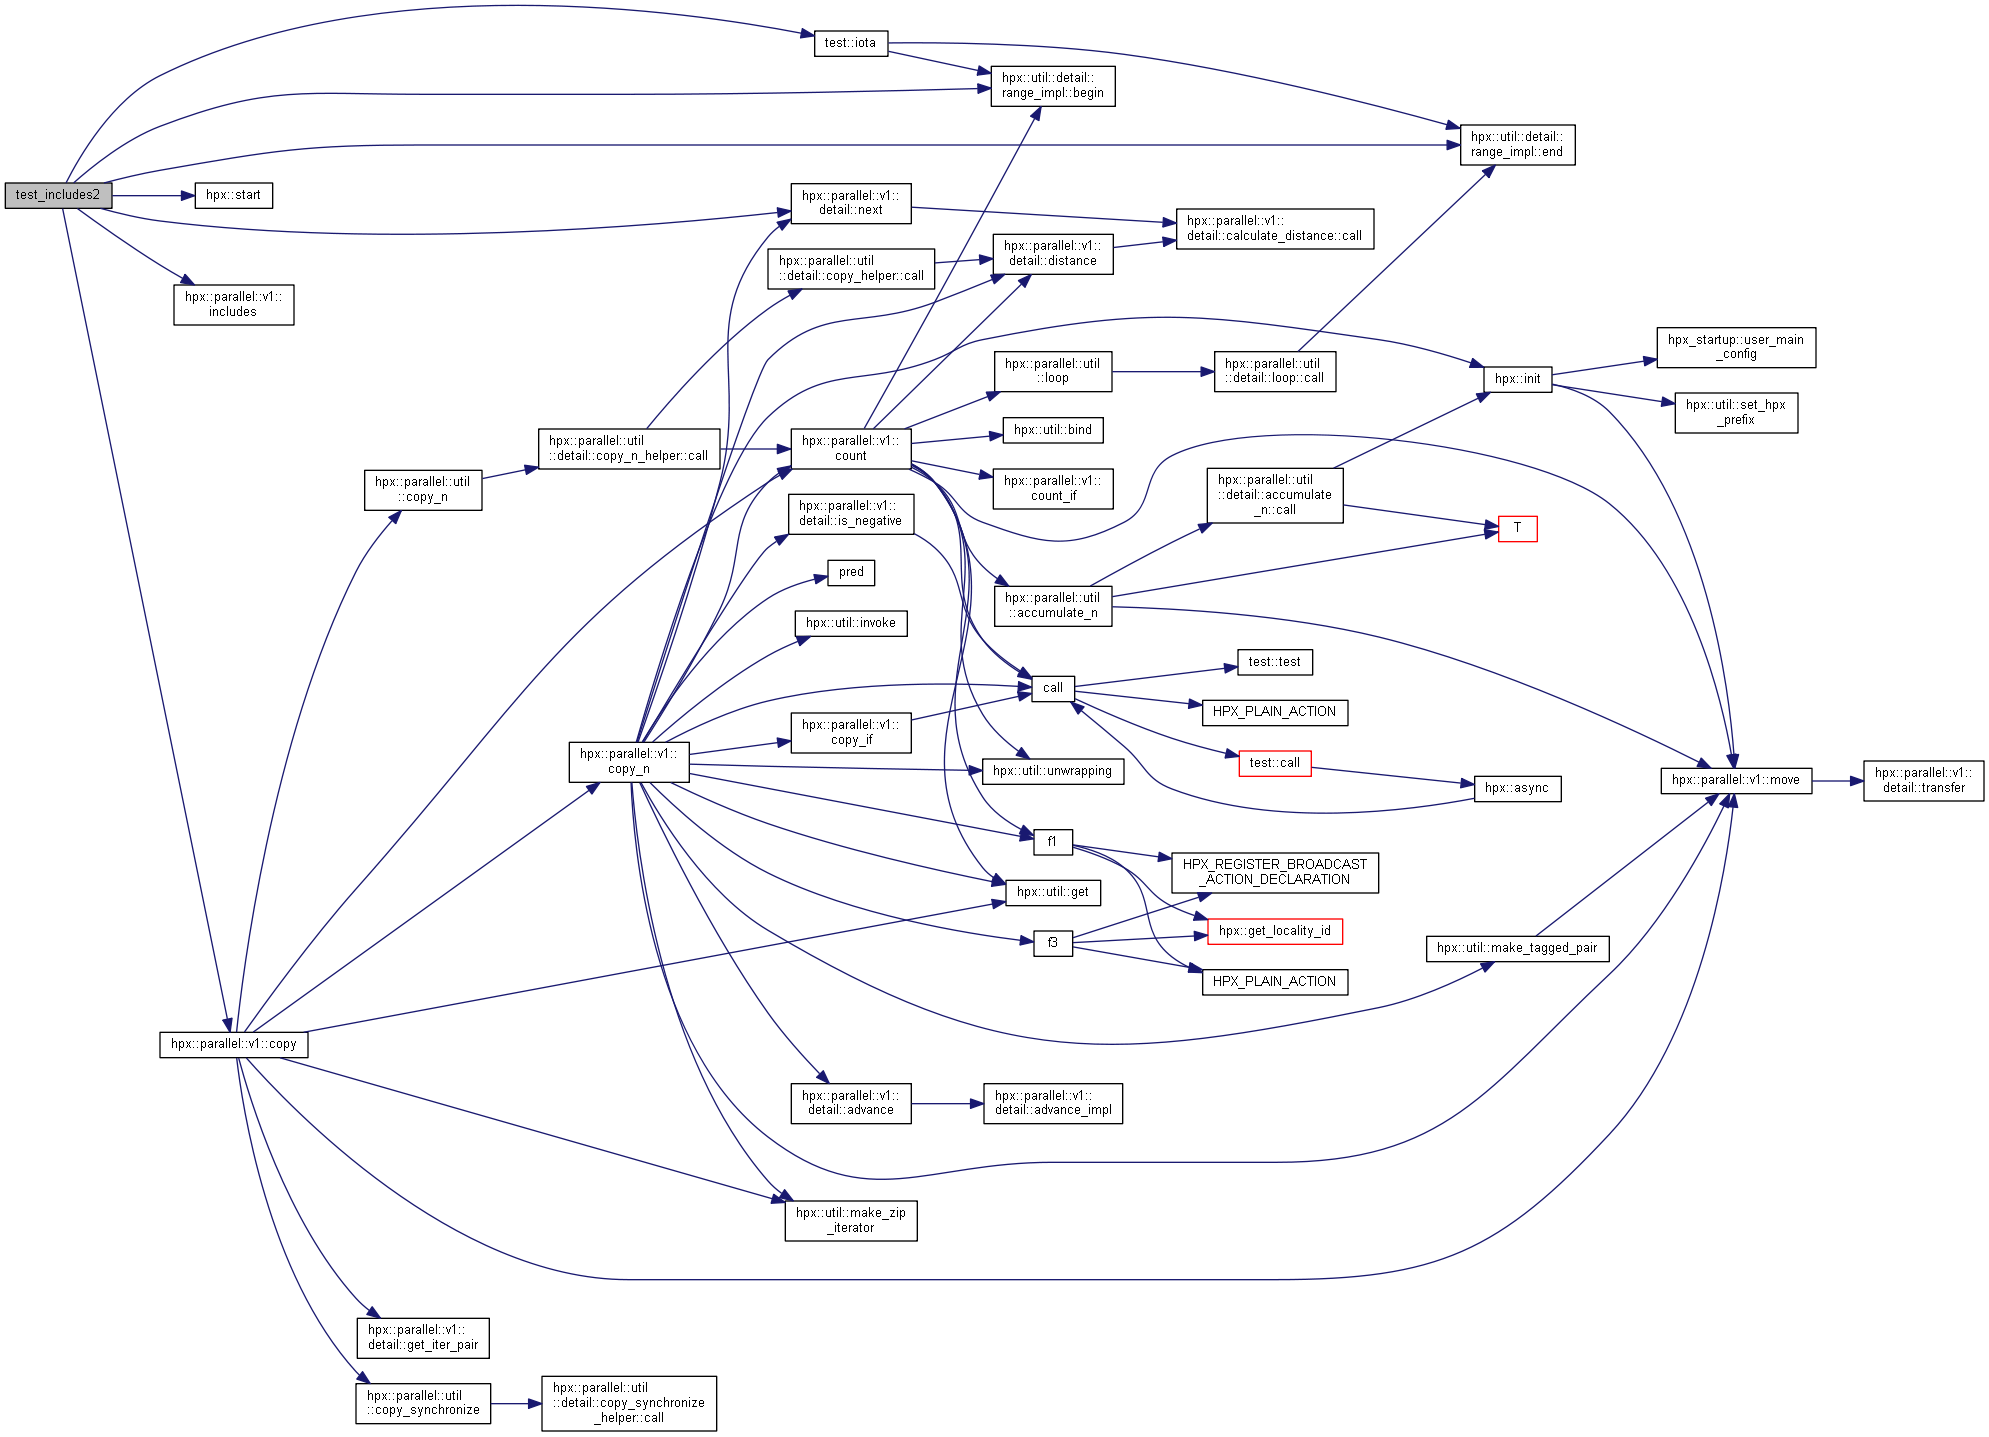 test_includes2
test::iota
hpx::util::detail::
range_impl::begin
hpx::util::detail::
range_impl::end
hpx::start
hpx::parallel::v1::
detail::next
hpx::parallel::v1::
detail::calculate_distance::call
hpx::parallel::util
::detail::copy_helper::call
hpx::parallel::v1::
detail::distance
hpx::parallel::v1::
includes
hpx_startup::user_main
_config
hpx::parallel::util
::loop
hpx::parallel::util
::detail::loop::call
hpx::init
hpx::util::set_hpx
_prefix
hpx::util::bind
hpx::parallel::util
::detail::copy_n_helper::call
hpx::parallel::v1::
count
hpx::parallel::util
::copy_n
hpx::parallel::v1::
count_if
hpx::parallel::util
::detail::accumulate
_n::call
hpx::parallel::v1::
detail::is_negative
T
pred
hpx::parallel::util
::accumulate_n
hpx::util::invoke
test::test
call
HPX_PLAIN_ACTION
hpx::parallel::v1::
copy_if
hpx::parallel::v1::
copy_n
hpx::util::unwrapping
test::call
hpx::async
hpx::parallel::v1::move
hpx::parallel::v1::
detail::transfer
f1
HPX_REGISTER_BROADCAST
_ACTION_DECLARATION
hpx::util::get
hpx::get_locality_id
f3
hpx::util::make_tagged_pair
HPX_PLAIN_ACTION
hpx::parallel::v1::copy
hpx::parallel::v1::
detail::advance
hpx::parallel::v1::
detail::advance_impl
hpx::util::make_zip
_iterator
hpx::parallel::v1::
detail::get_iter_pair
hpx::parallel::util
::copy_synchronize
hpx::parallel::util
::detail::copy_synchronize
_helper::call